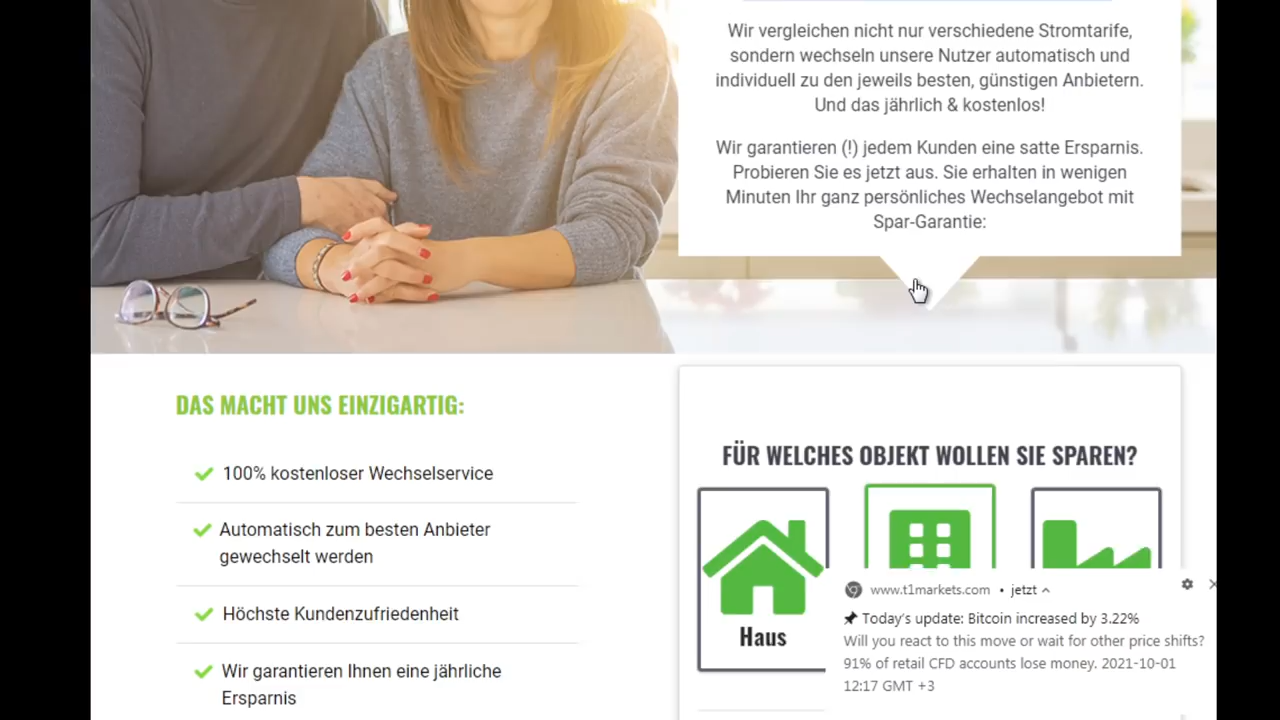 Wir vergleichen nicht nur verschiedene Stromtarife,
sondern wechseln unsere Nutzer automatisch und
individuell zu den jeweils besten, günstigen Anbietern.
Und das jährlich & kostenlos!
Wir garantieren (!) jedem Kunden eine satte Ersparnis.
Probieren Sie es jetzt aus. Sie erhalten in wenigen
Minuten Ihr ganz persönliches Wechselangebot mit
Spar-Garantie:
DAS MACHT UNS EINZIGARTIG:
100% kostenloser Wechselservice
Automatisch zum besten Anbieter
gewechselt werden
Höchste Kundenzufriedenheit
Wir garantieren Ihnen eine jährliche
Ersparnis
FÜR WELCHES OBJEKT WOLLEN SIE SPAREN?
Haus
www.t1markets.com • jetzt
Today's update: Bitcoin increased by 3.22%
Will you react to this move or wait for other price shifts?
91% of retail CFD accounts lose money. 2021-10-01
12:17 GMT +3